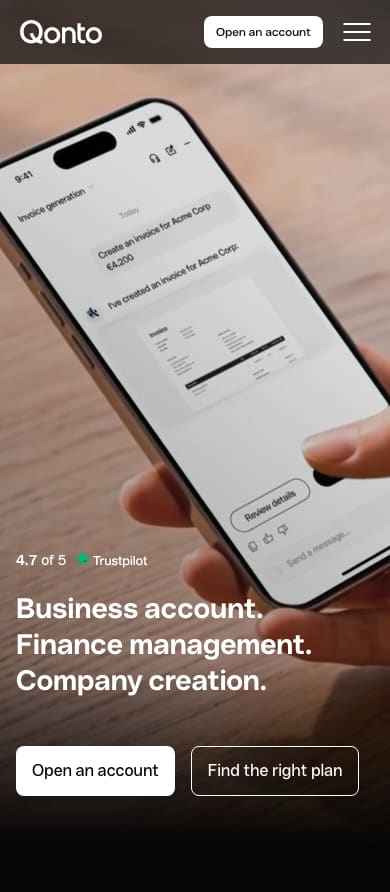 Qonto
Open an account
9:41
Invoice generation
Today
Create an invoice for Acme Corp
€4.200
I've created an invoice for Acme Corp:
Invoice
Review details
Send a message...
4.7 of 5 Trustpilot
Business account.
Finance management.
Company creation.
Open an account
Find the right plan